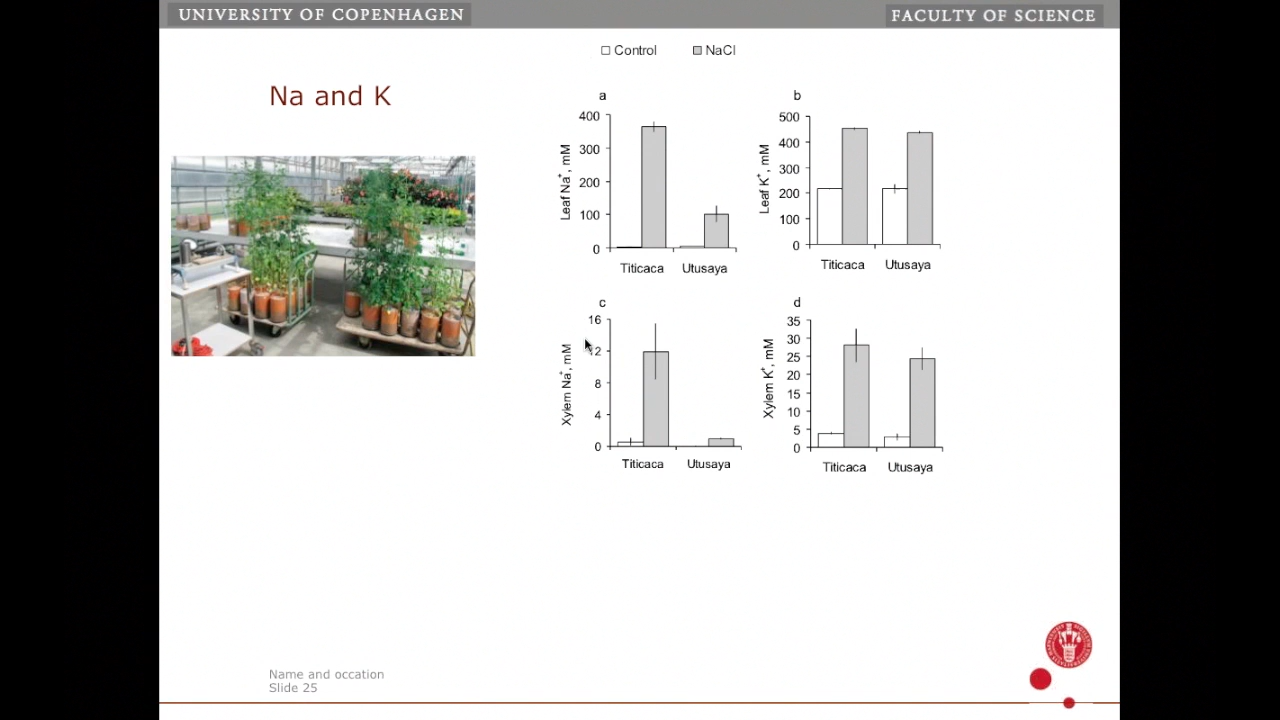 UNIVERSITY OF COPENHAGEN
FACULTY OF SCIENCE
Control NaCl
Na and K
a
400
300
200
100
0
Leaf Na+, mM
Titicaca Utusaya
b
500
400
300
200
100
0
Leaf K+, mM
Titicaca Utusaya
c
16
12
8
4
0
Xylem Na+, mM
Titicaca Utusaya
d
35
30
25
20
15
10
5
0
Xylem K+, mM
Titicaca Utusaya
Name and occation
Slide 25